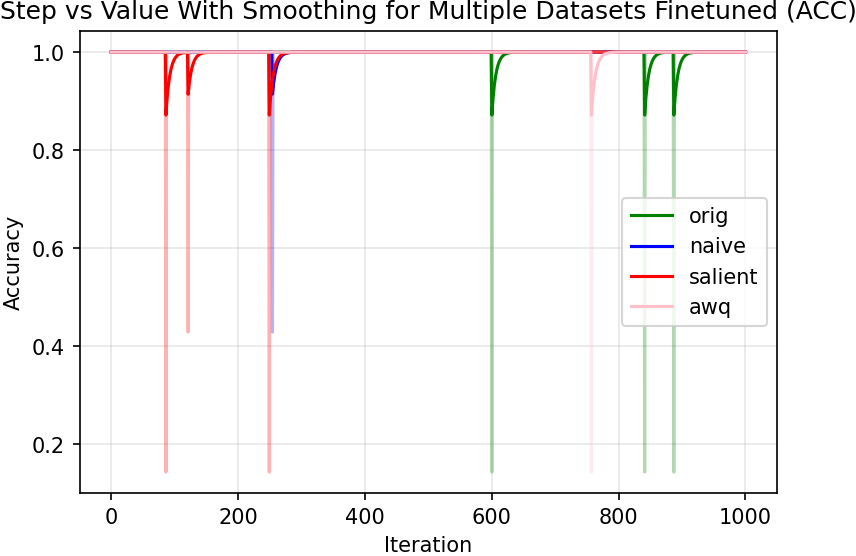 Step vs Value With Smoothing for Multiple Datasets Finetuned (ACC)
Accuracy
1.0
0.8
0.6
0.4
0.2
orig
naive
salient
awq
0 200 400 600 800 1000
Iteration